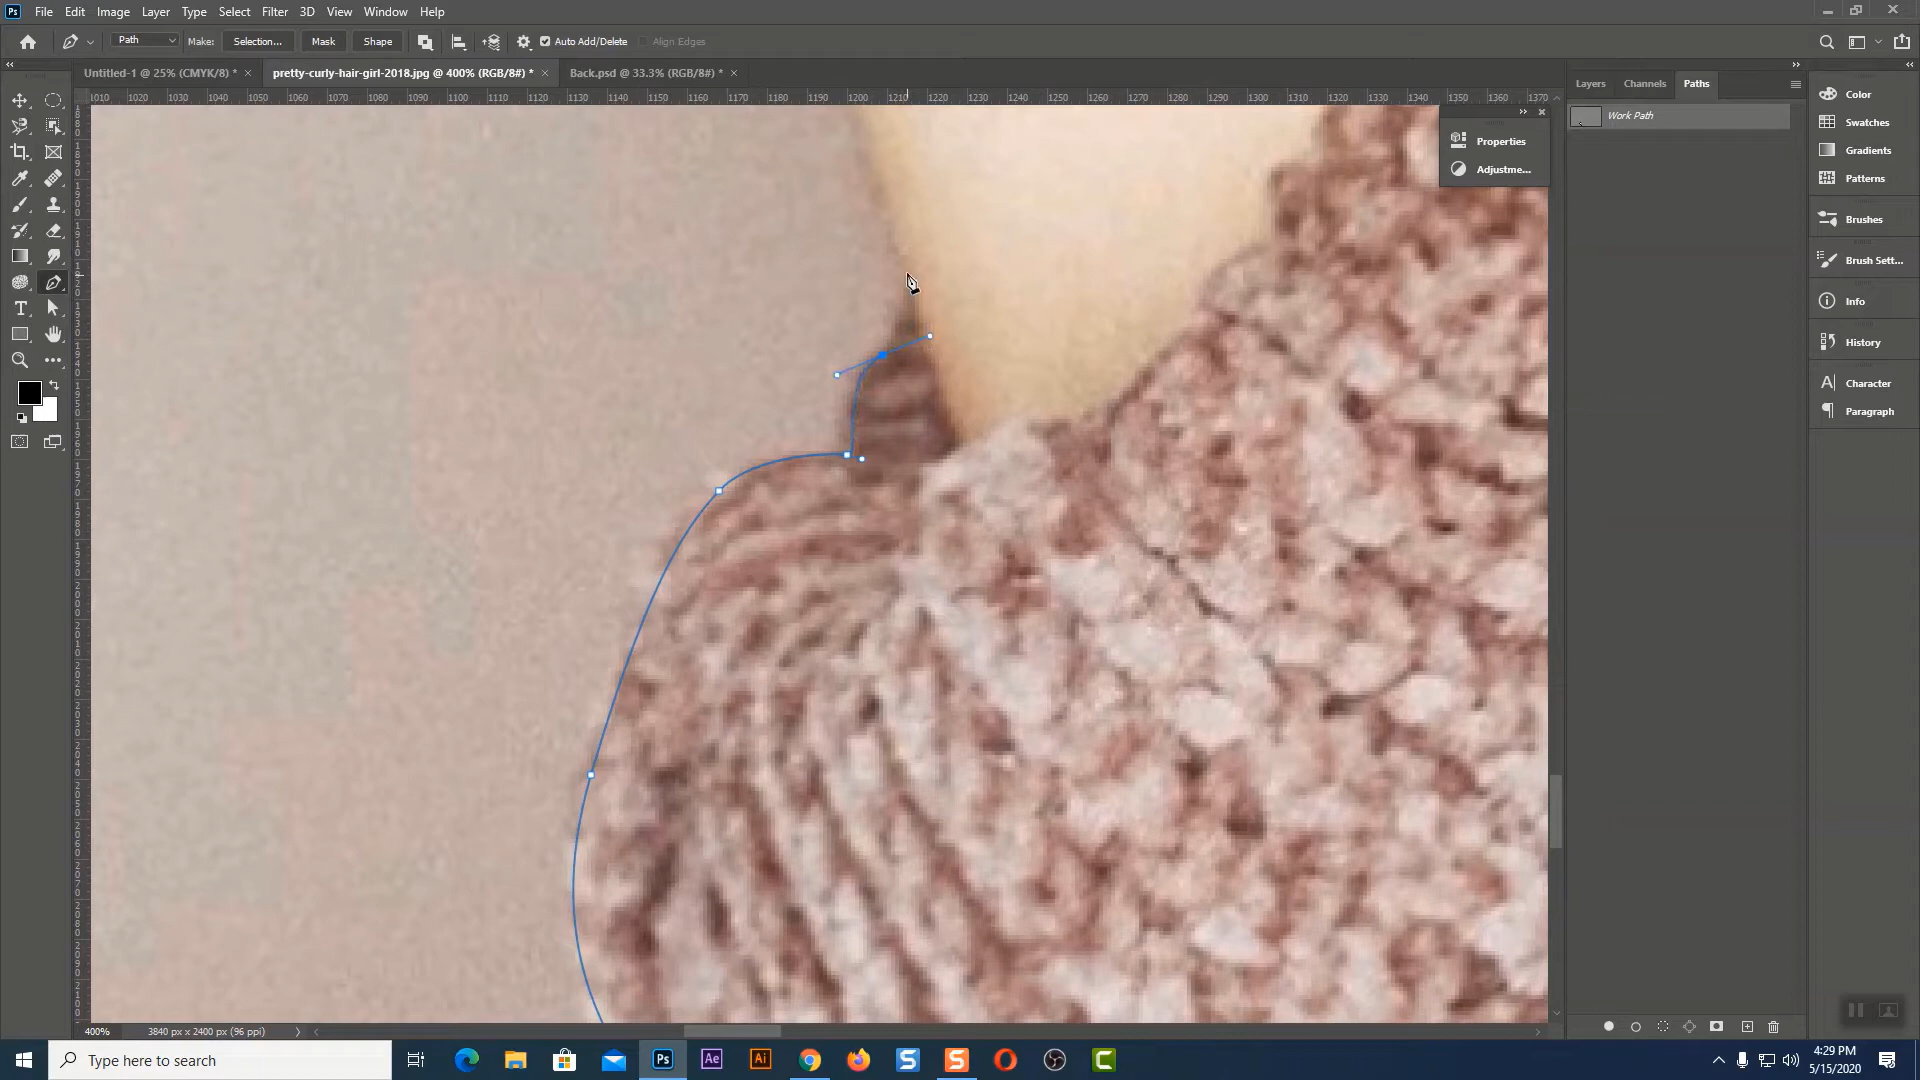 Ps File Edit Image Layer Type Select Filter 3D View Window Help
Path Make: Selection... Mask Shape Auto Add/Delete Align Edges
Untitled-1 @ 25% (CMYK/8) * × pretty-curly-hair-girl-2018.jpg @ 400% (RGB/8#) * × Back.psd @ 33.3% (RGB/8#) * ×
1010 1020 1030 1040 1050 1060 1070 1080 1090 1100 1110 1120 1130 1140 1150 1160 1170 1180 1190 1200 1210 1220 1230 1240 1250 1260 1270 1280 1290 1300 1310 1320 1330 1340 1350 1360 1370
Layers Channels Paths
Work Path
Properties
Adjustme...
Color
Swatches
Gradients
Patterns
Brushes
Brush Sett...
Info
History
Character
Paragraph
400% 3840 px x 2400 px (96 ppi)
Type here to search
Ps Ae Ai
4:29 PM
5/15/2020